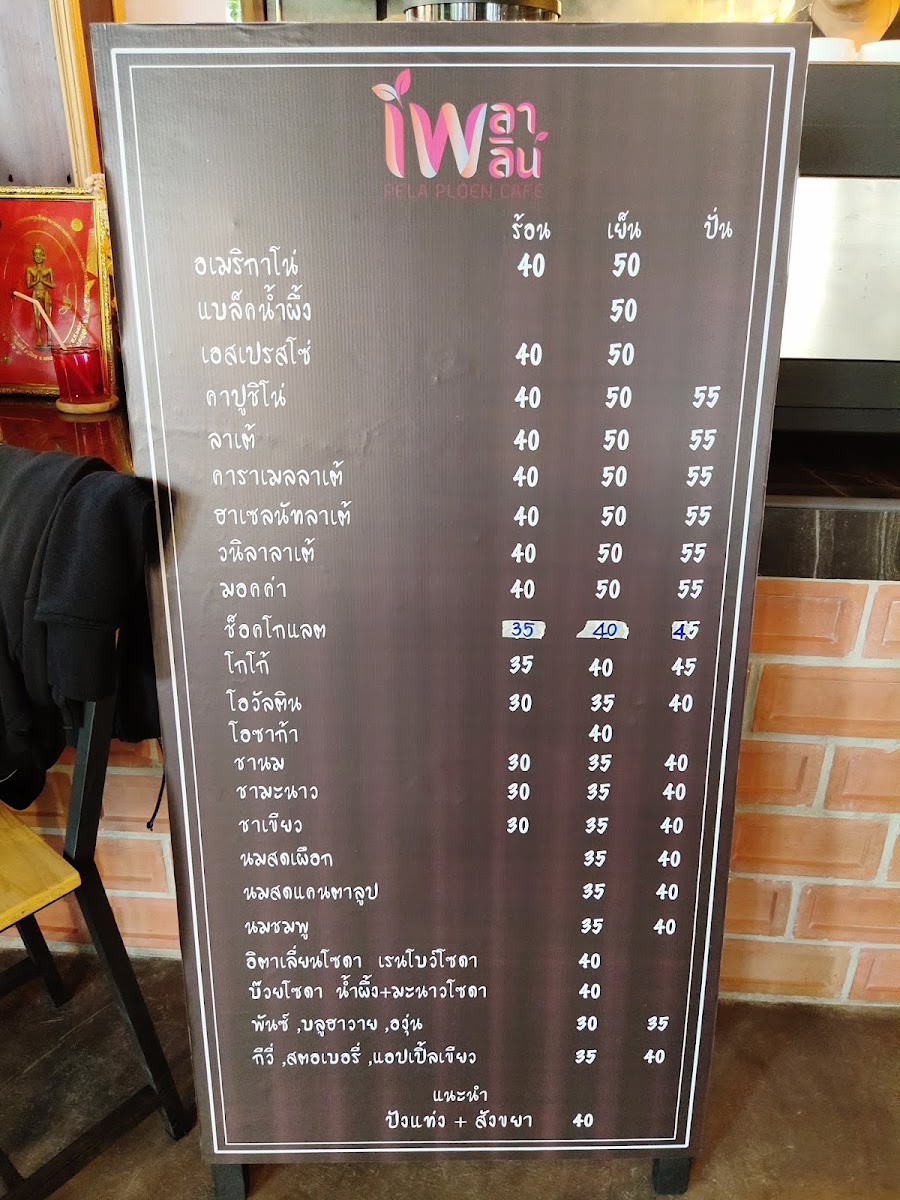 เพลาลิน
PELA PLOEN CAFE
ร้อน เย็น ปั่น
อเมริกาโน่ 40 50
แบล็คน้ำผึ้ง 50
เอสเปรสโซ่ 40 50
คาปูชิโน่ 40 50 55
ลาเต้ 40 50 55
คาราเมลลาเต้ 40 50 55
ฮาเซลนัทลาเต้ 40 50 55
วนิลาลาเต้ 40 50 55
มอคค่า 40 50 55
ช็อคโกแลต 35 40 45
โกโก้ 35 40 45
โอวัลติน 30 35 40
โอซาก้า 40
ชานม 30 35 40
ชามะนาว 30 35 40
ชาเขียว 30 35 40
นมสดเผือก 35 40
นมสดแคนตาลูป 35 40
นมชมพู 35 40
อิตาเลี่ยนโซดา เรนโบว์โซดา 40
บ๊วยโซดา น้ำผึ้ง+มะนาวโซดา 40
พันช์ ,บลูฮาวาย ,องุ่น 30 35
กีวี่ ,สตอเบอรี่ ,แอปเปิ้ลเขียว 35 40
แนะนำ
ปังแท่ง + สังขยา 40